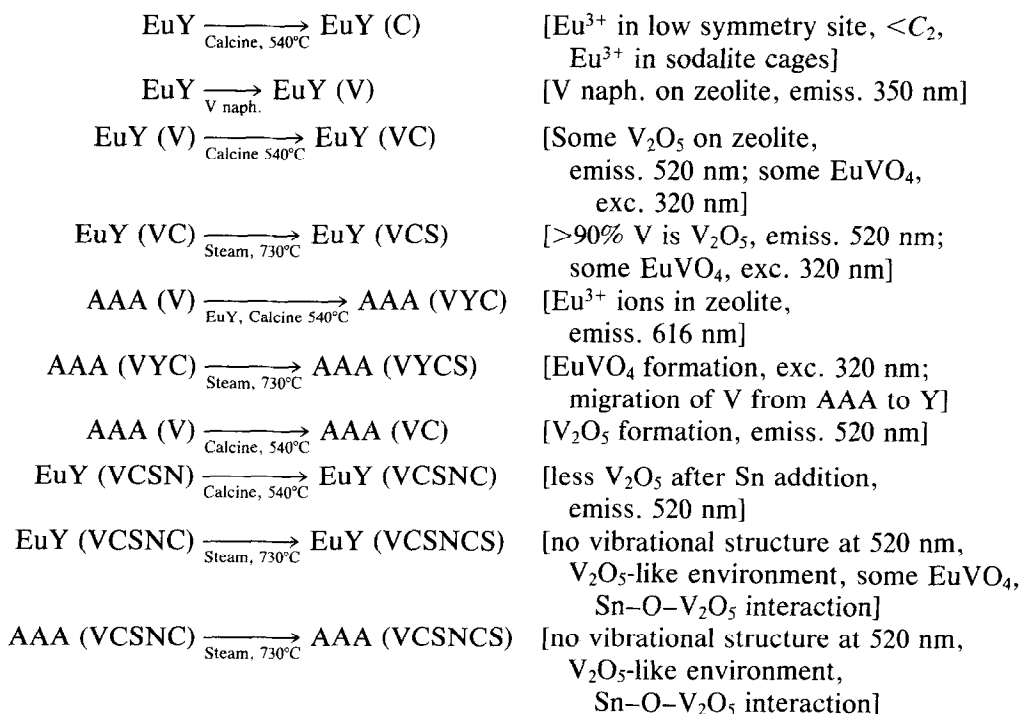 EuY ⟶ EuY (C) [Eu³⁺ in low symmetry site, <C₂,
Calcine, 540°C
Eu³⁺ in sodalite cages]
EuY ⟶ EuY (V) [V naph. on zeolite, emiss. 350 nm]
V naph.
EuY (V) ⟶ EuY (VC) [Some V₂O₅ on zeolite,
Calcine 540°C
emiss. 520 nm; some EuVO₄,
exc. 320 nm]
EuY (VC) ⟶ EuY (VCS) [>90% V is V₂O₅, emiss. 520 nm;
Steam, 730°C
some EuVO₄, exc. 320 nm]
AAA (V) ⟶ AAA (VYC) [Eu³⁺ ions in zeolite,
EuY, Calcine 540°C
emiss. 616 nm]
AAA (VYC) ⟶ AAA (VYCS) [EuVO₄ formation, exc. 320 nm;
Steam, 730°C
migration of V from AAA to Y]
AAA (V) ⟶ AAA (VC) [V₂O₅ formation, emiss. 520 nm]
Calcine, 540°C
EuY (VCSN) ⟶ EuY (VCSNC) [less V₂O₅ after Sn addition,
Calcine, 540°C
emiss. 520 nm]
EuY (VCSNC) ⟶ EuY (VCSNCS) [no vibrational structure at 520 nm,
Steam, 730°C
V₂O₅-like environment, some EuVO₄,
Sn–O–V₂O₅ interaction]
AAA (VCSNC) ⟶ AAA (VCSNCS) [no vibrational structure at 520 nm,
Steam, 730°C
V₂O₅-like environment,
Sn–O–V₂O₅ interaction]